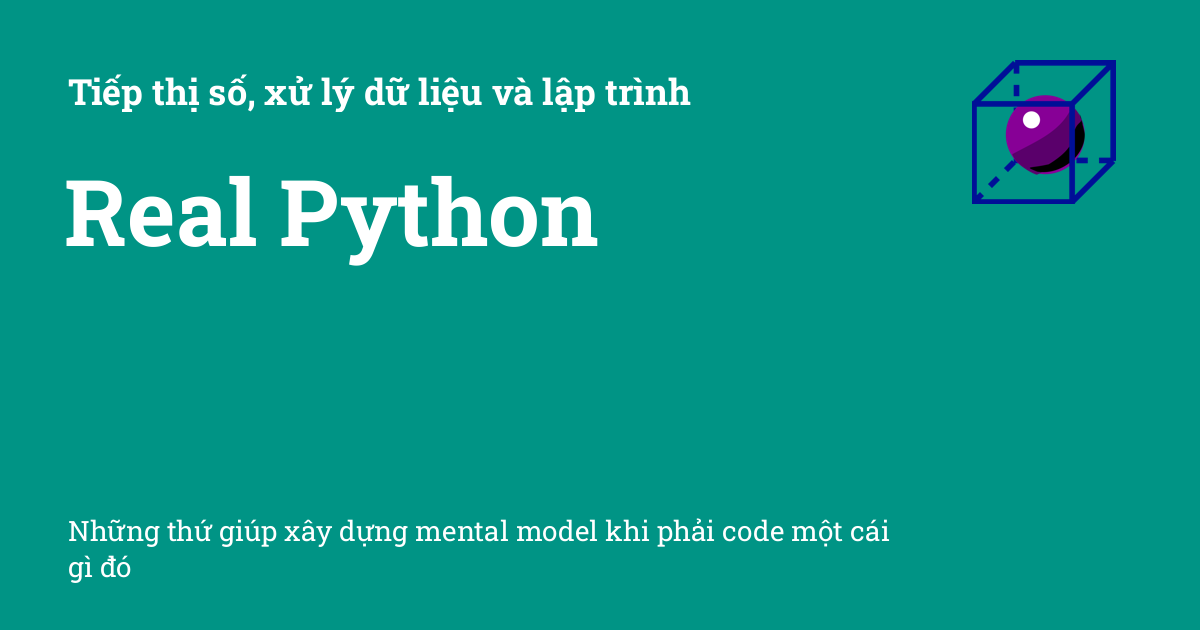 Tiếp thị số, xử lý dữ liệu và lập trình
Real Python
Những thứ giúp xây dựng mental model khi phải code một cái
gì đó